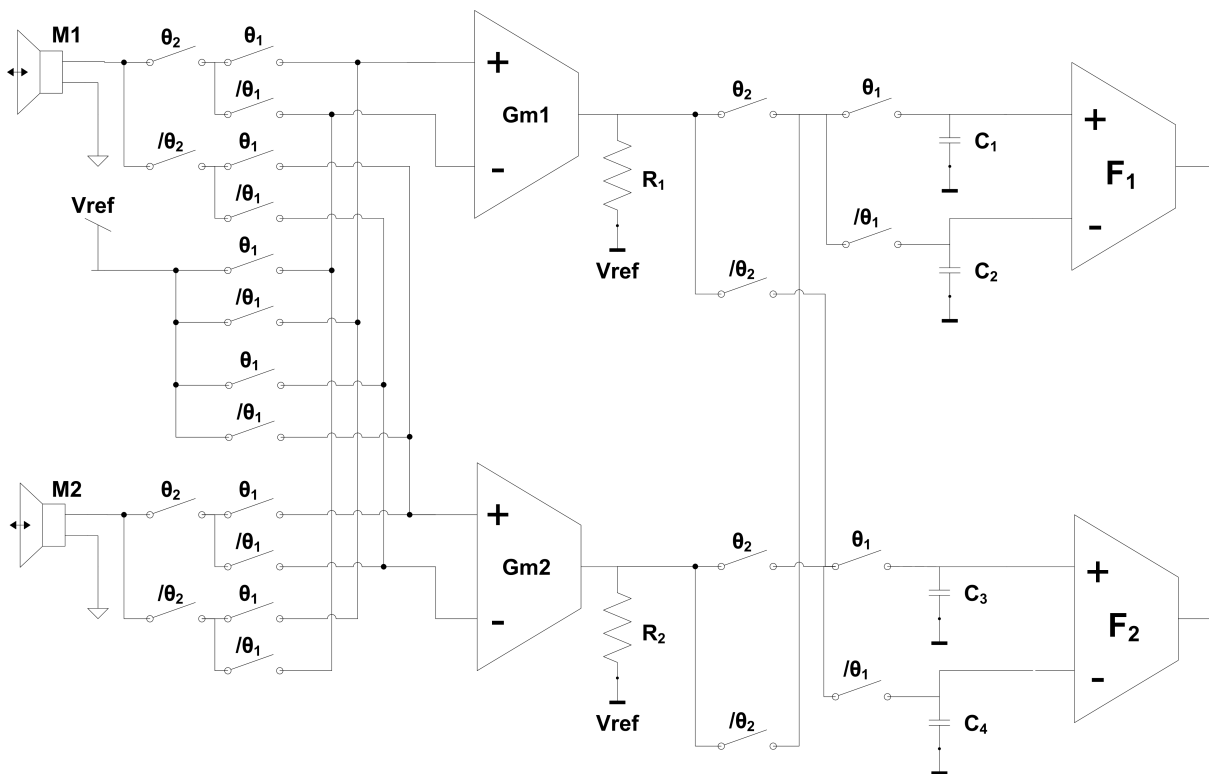 M1
θ₂
θ₁
/θ₁
/θ₂
θ₁
/θ₁
Vref
θ₁
/θ₁
θ₁
/θ₁
M2
θ₂
θ₁
/θ₁
/θ₂
θ₁
/θ₁
+
Gm1
-
R₁
Vref
+
Gm2
-
R₂
Vref
θ₂
/θ₂
θ₁
/θ₁
C₁
C₂
+
F₁
-
θ₂
/θ₂
θ₁
/θ₁
C₃
C₄
+
F₂
-